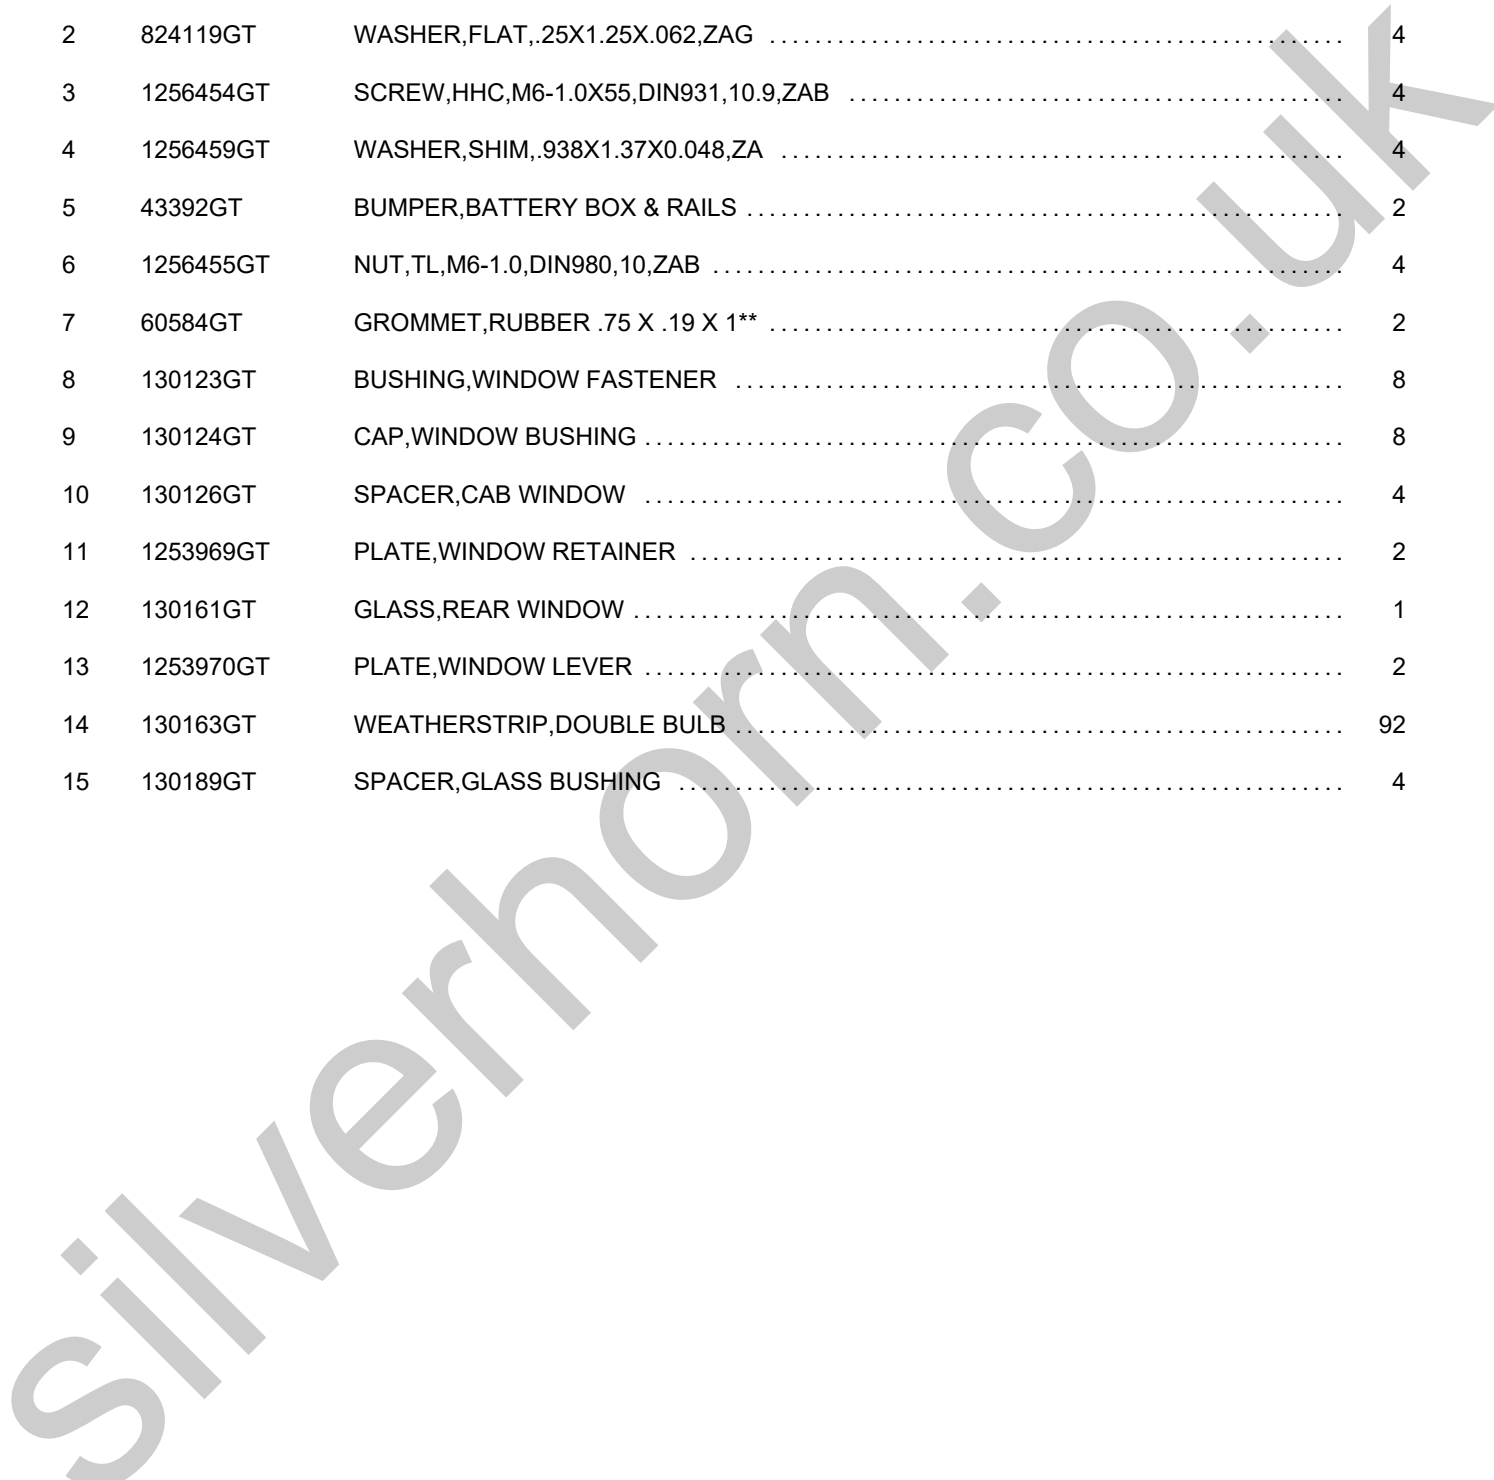 2 824119GT WASHER,FLAT,.25X1.25X.062,ZAG 4
3 1256454GT SCREW,HHC,M6-1.0X55,DIN931,10.9,ZAB 4
4 1256459GT WASHER,SHIM,.938X1.37X0.048,ZA 4
5 43392GT BUMPER,BATTERY BOX & RAILS 2
6 1256455GT NUT,TL,M6-1.0,DIN980,10,ZAB 4
7 60584GT GROMMET,RUBBER .75 X .19 X 1** 2
8 130123GT BUSHING,WINDOW FASTENER 8
9 130124GT CAP,WINDOW BUSHING 8
10 130126GT SPACER,CAB WINDOW 4
11 1253969GT PLATE,WINDOW RETAINER 2
12 130161GT GLASS,REAR WINDOW 1
13 1253970GT PLATE,WINDOW LEVER 2
14 130163GT WEATHERSTRIP,DOUBLE BULB 92
15 130189GT SPACER,GLASS BUSHING 4
silverhorn.co.uk